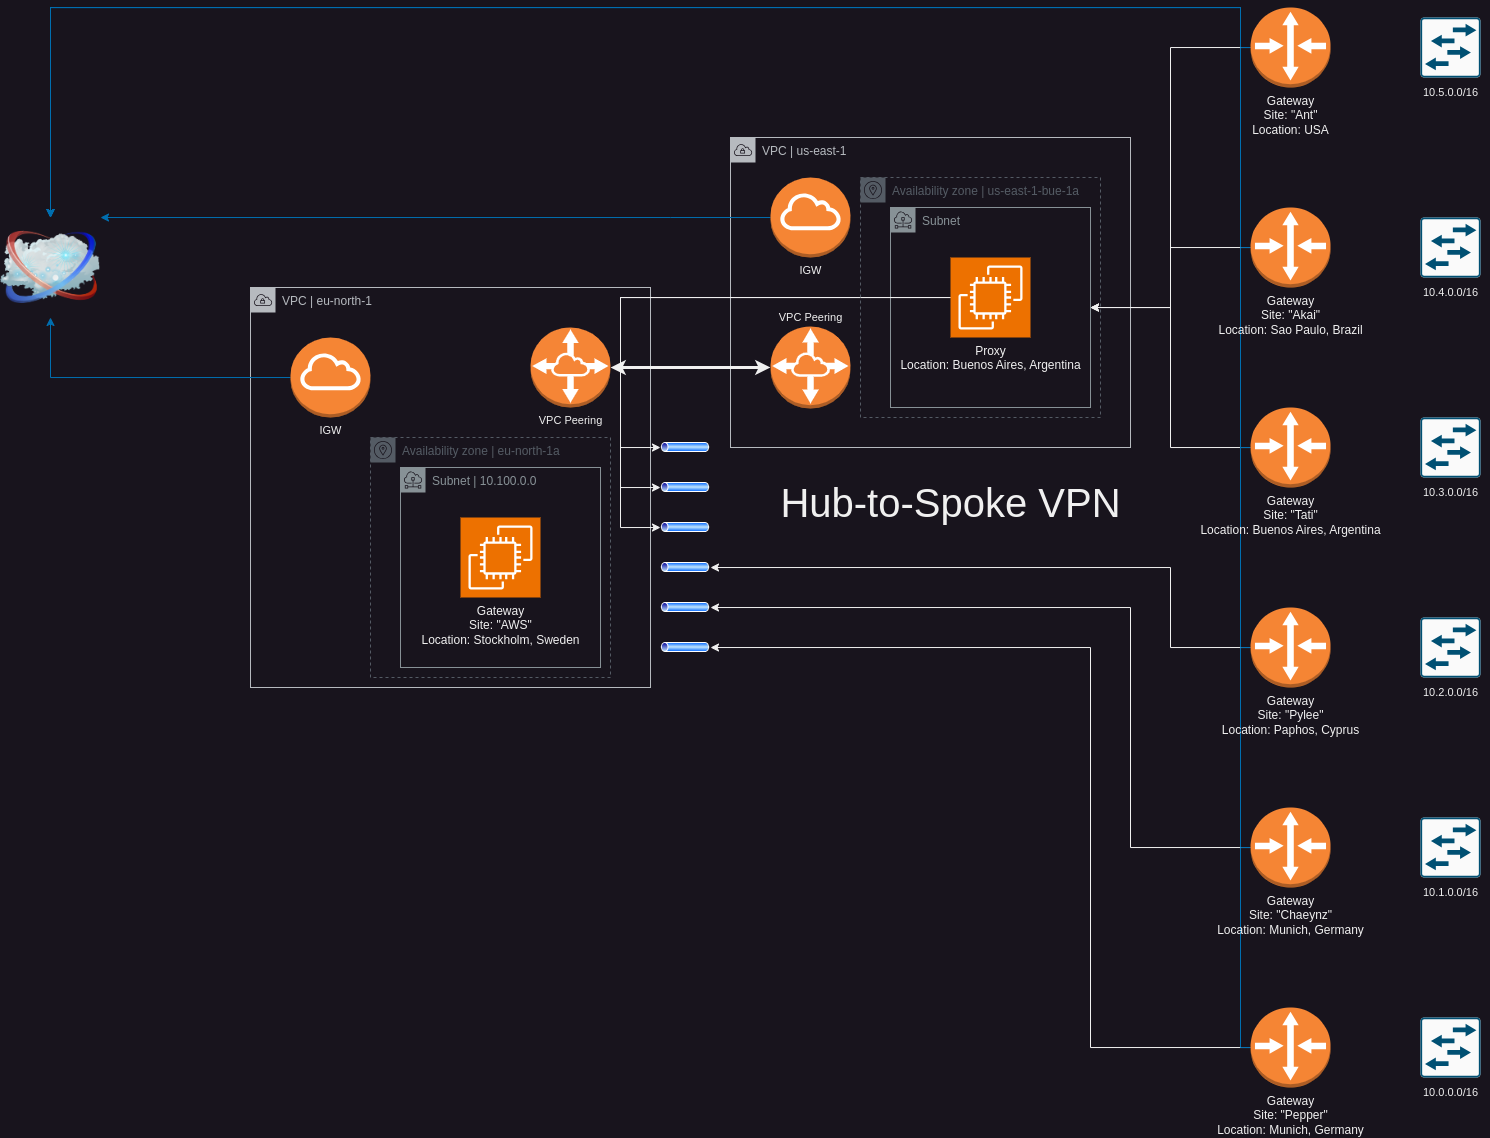 Gateway
Site: "Ant"
Location: USA
10.5.0.0/16
VPC | us-east-1
Availability zone | us-east-1-bue-1a
Subnet
IGW
Gateway
Site: "Akai"
Location: Sao Paulo, Brazil
10.4.0.0/16
VPC | eu-north-1
VPC Peering
Proxy
Location: Buenos Aires, Argentina
IGW
VPC Peering
Availability zone | eu-north-1a
Subnet | 10.100.0.0
Hub-to-Spoke VPN
Gateway
Site: "Tati"
Location: Buenos Aires, Argentina
10.3.0.0/16
Gateway
Site: "AWS"
Location: Stockholm, Sweden
Gateway
Site: "Pylee"
Location: Paphos, Cyprus
10.2.0.0/16
Gateway
Site: "Chaeynz"
Location: Munich, Germany
10.1.0.0/16
Gateway
Site: "Pepper"
Location: Munich, Germany
10.0.0.0/16